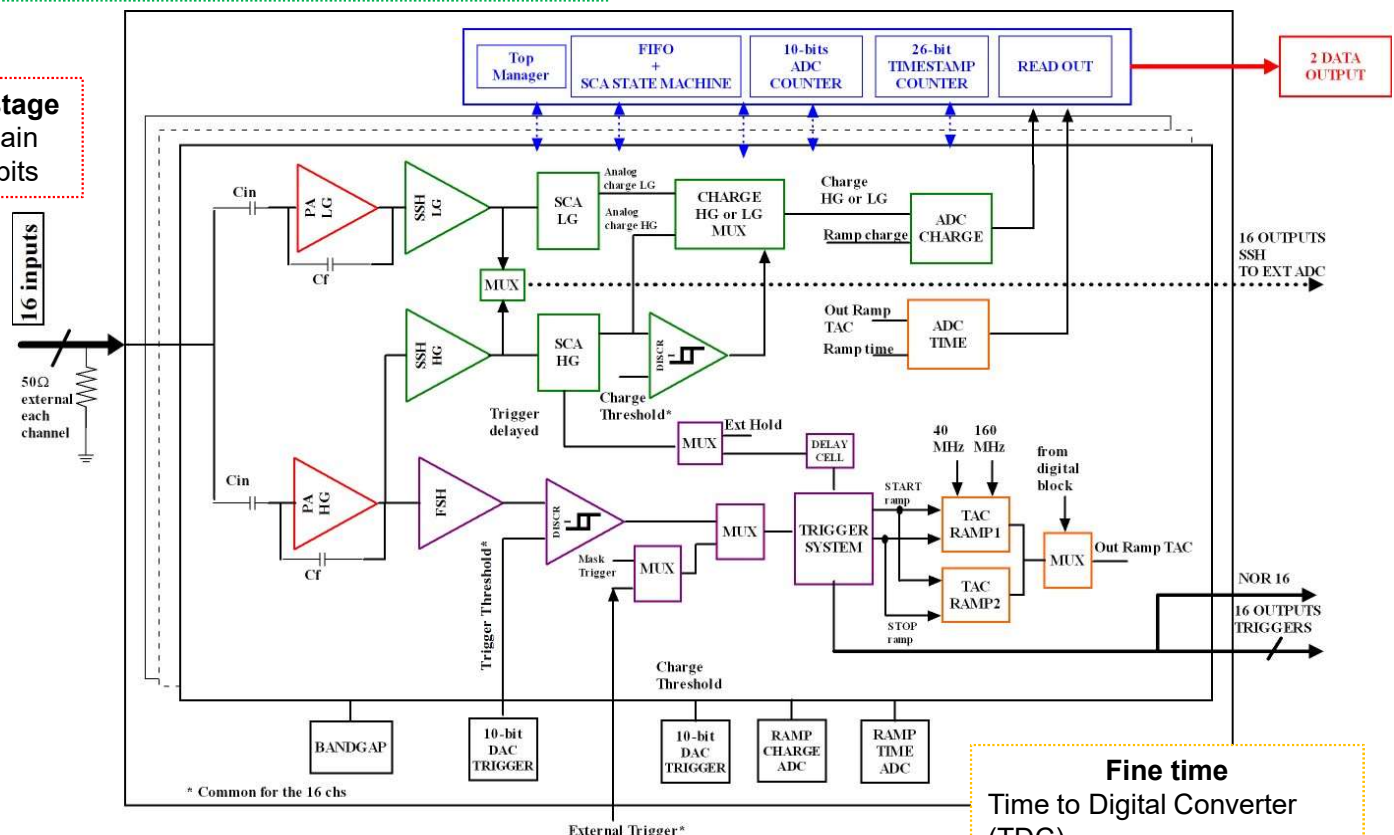 Top
Manager
FIFO
+
SCA STATE MACHINE
10-bits
ADC
COUNTER
26-bit
TIMESTAMP
COUNTER
READ OUT
2 DATA
OUTPUT
stage
ain
bits
16 inputs
50Ω
external
each
channel
Cin
PA
LG
Cf
SSH
LG
SCA
LG
Analog
charge LG
Analog
charge HG
CHARGE
HG or LG
MUX
Charge
HG or LG
Ramp charge
ADC
CHARGE
16 OUTPUTS
SSH
TO EXT ADC
MUX
SSH
HG
SCA
HG
DISCR
Charge
Threshold*
Out Ramp
TAC
Ramp time
ADC
TIME
Trigger
delayed
MUX
Ext Hold
DELAY
CELL
40
MHz
160
MHz
from
digital
block
Cin
PA
HG
Cf
FSH
DISCR
Trigger Threshold*
Mask
Trigger
MUX
MUX
TRIGGER
SYSTEM
START
ramp
STOP
ramp
TAC
RAMP1
TAC
RAMP2
MUX
Out Ramp TAC
NOR 16
16 OUTPUTS
TRIGGERS
Charge
Threshold
BANDGAP
10-bit
DAC
TRIGGER
10-bit
DAC
TRIGGER
RAMP
CHARGE
ADC
RAMP
TIME
ADC
* Common for the 16 chs
External Trigger*
Fine time
Time to Digital Converter
(TDC)